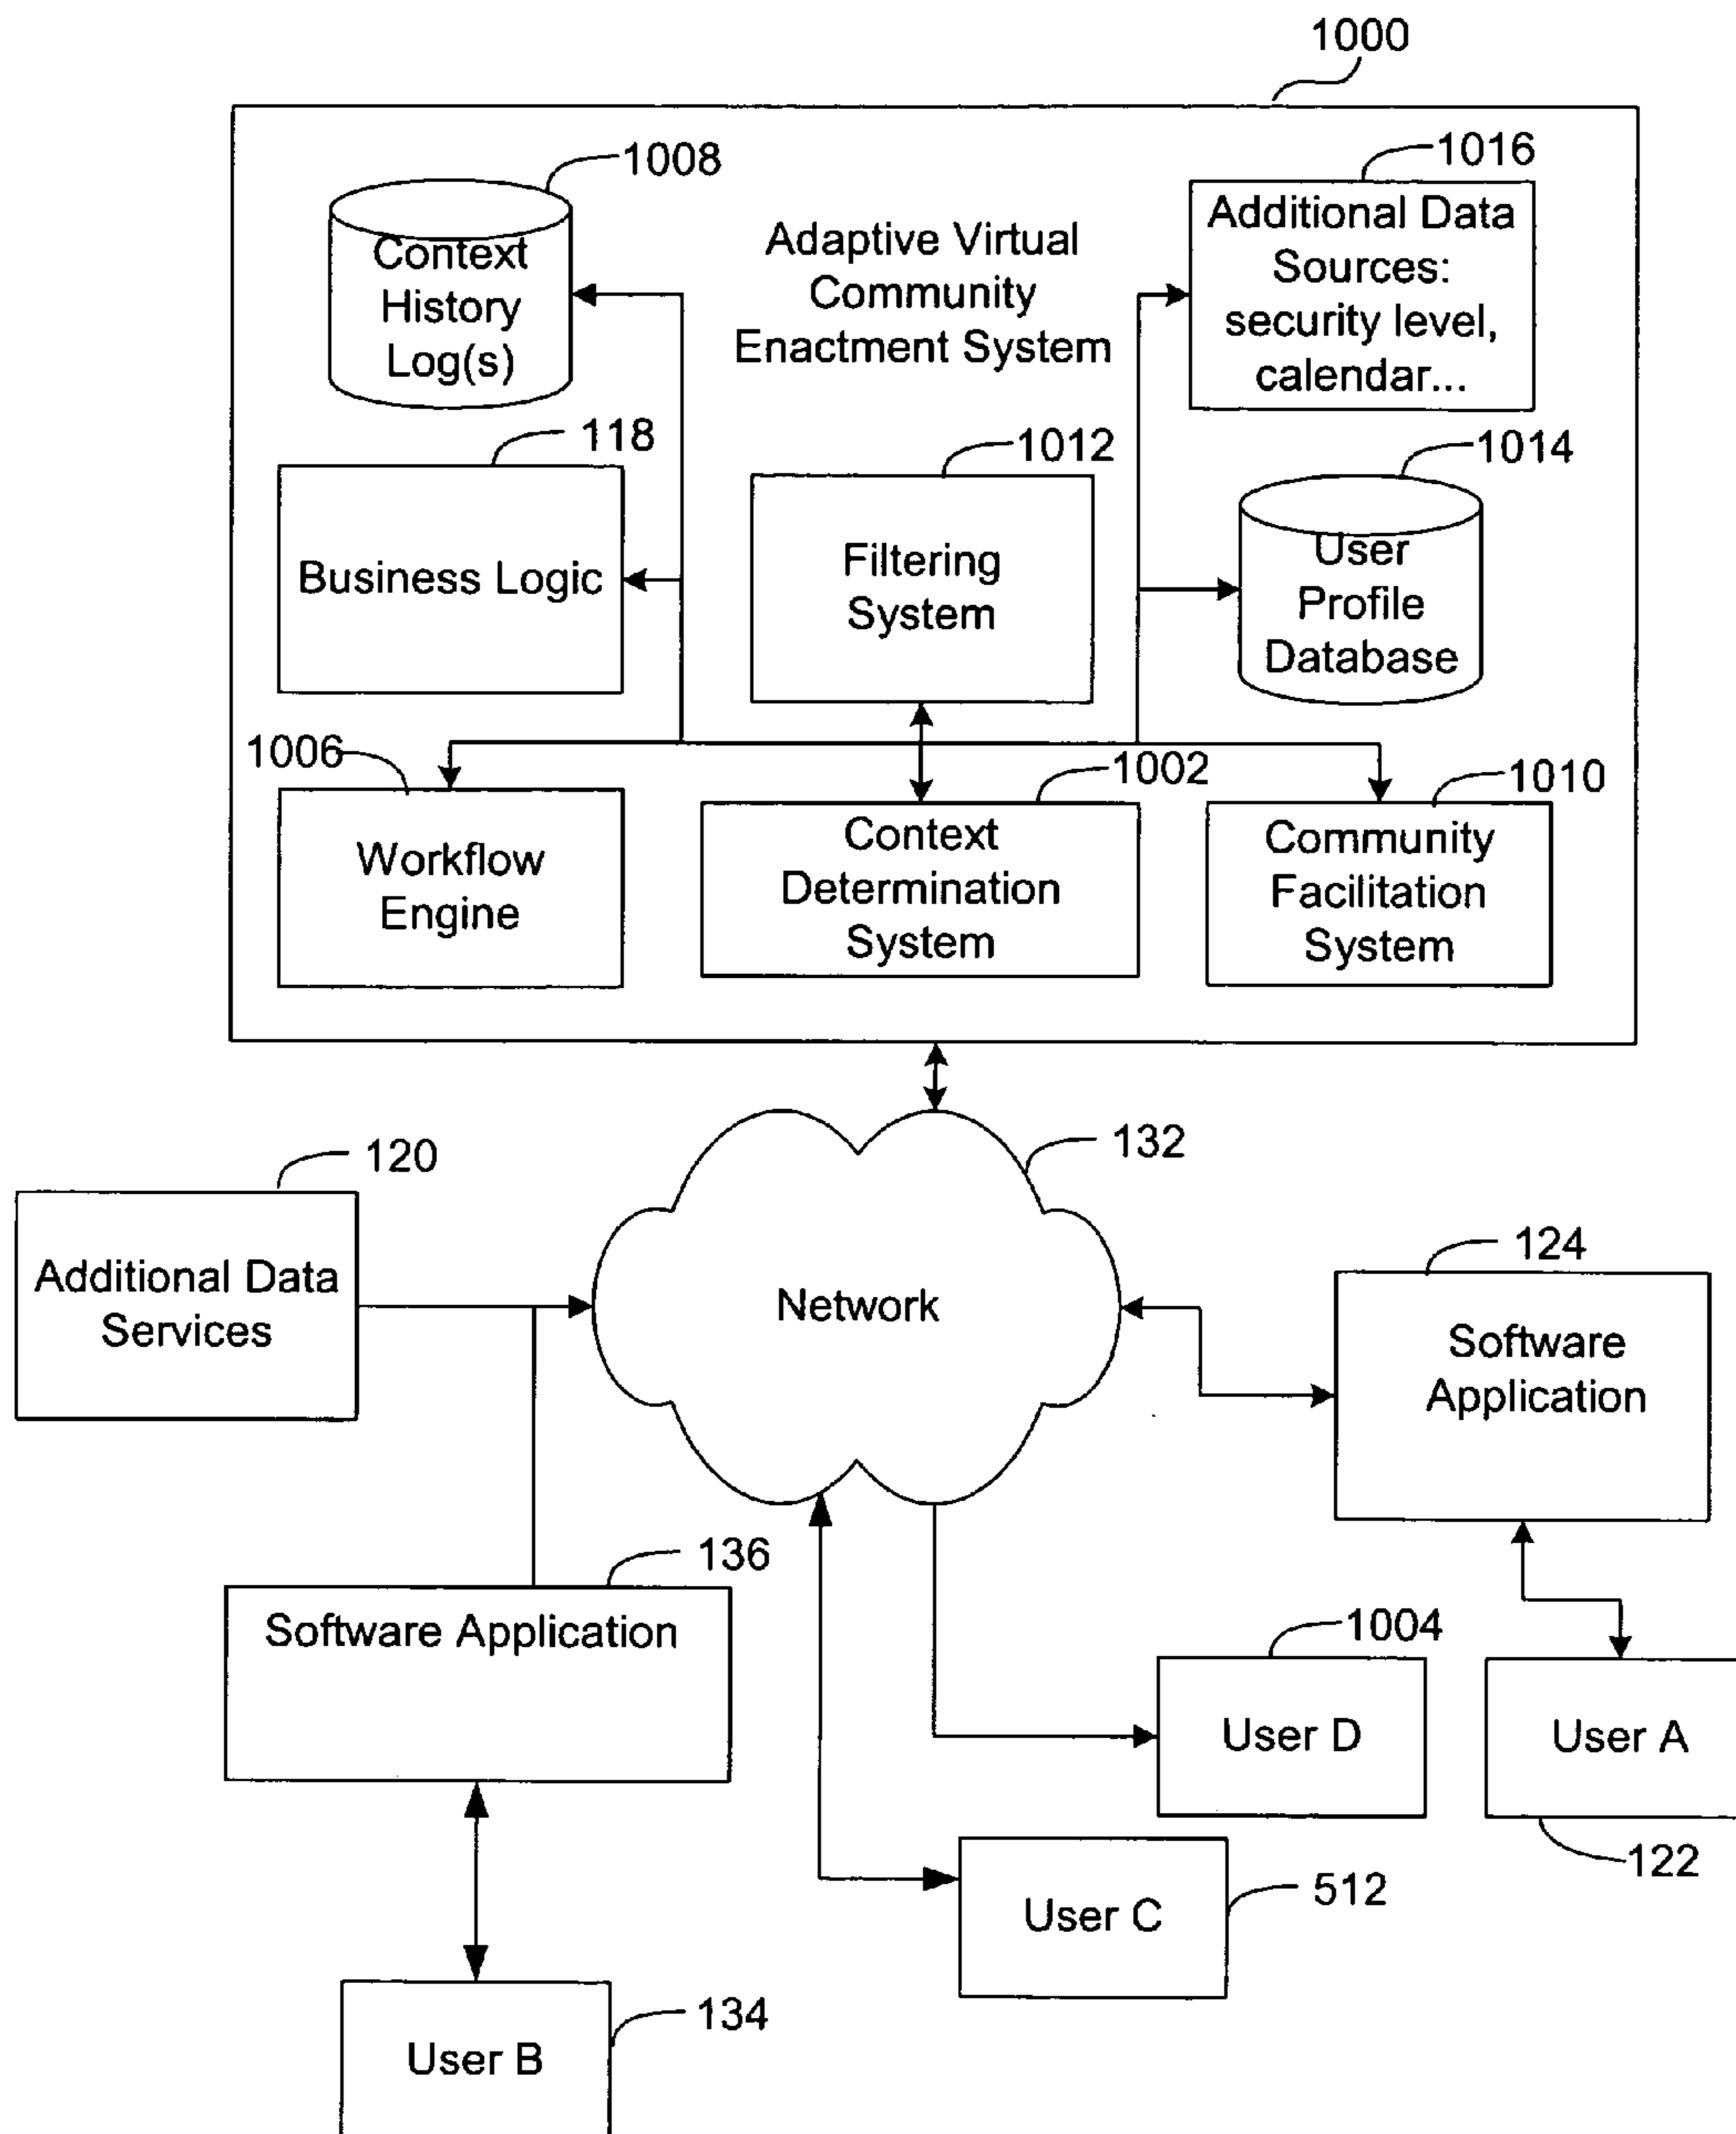 1000
1008
Context
History
Log(s)
Adaptive Virtual
Community
Enactment System
1016
Additional Data
Sources:
security level,
calendar...
118
Business Logic
1012
Filtering
System
1014
User
Profile
Database
1006
Workflow
Engine
1002
Context
Determination
System
1010
Community
Facilitation
System
132
Network
120
Additional Data
Services
124
Software
Application
136
Software Application
1004
User D
User A
122
512
User C
134
User B